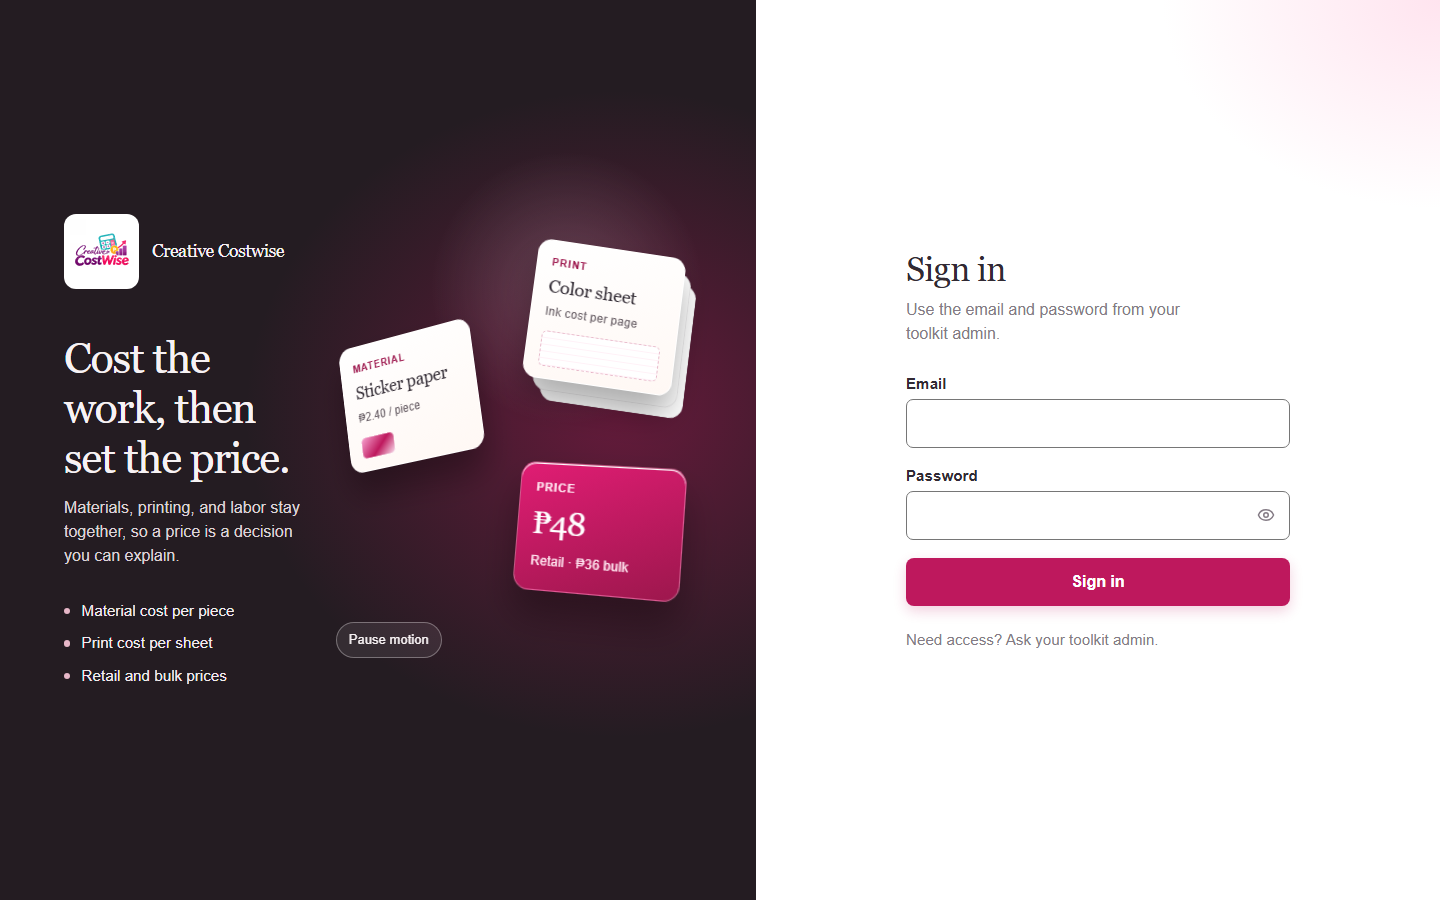 Creative
CostWise
Creative Costwise
Cost the
work, then
set the price.
Materials, printing, and labor stay
together, so a price is a decision
you can explain.
Material cost per piece
Print cost per sheet
Retail and bulk prices
MATERIAL
Sticker paper
₱2.40 / piece
PRINT
Color sheet
Ink cost per page
PRICE
₱48
Retail · ₱36 bulk
Pause motion
Sign in
Use the email and password from your
toolkit admin.
Email
Password
Sign in
Need access? Ask your toolkit admin.